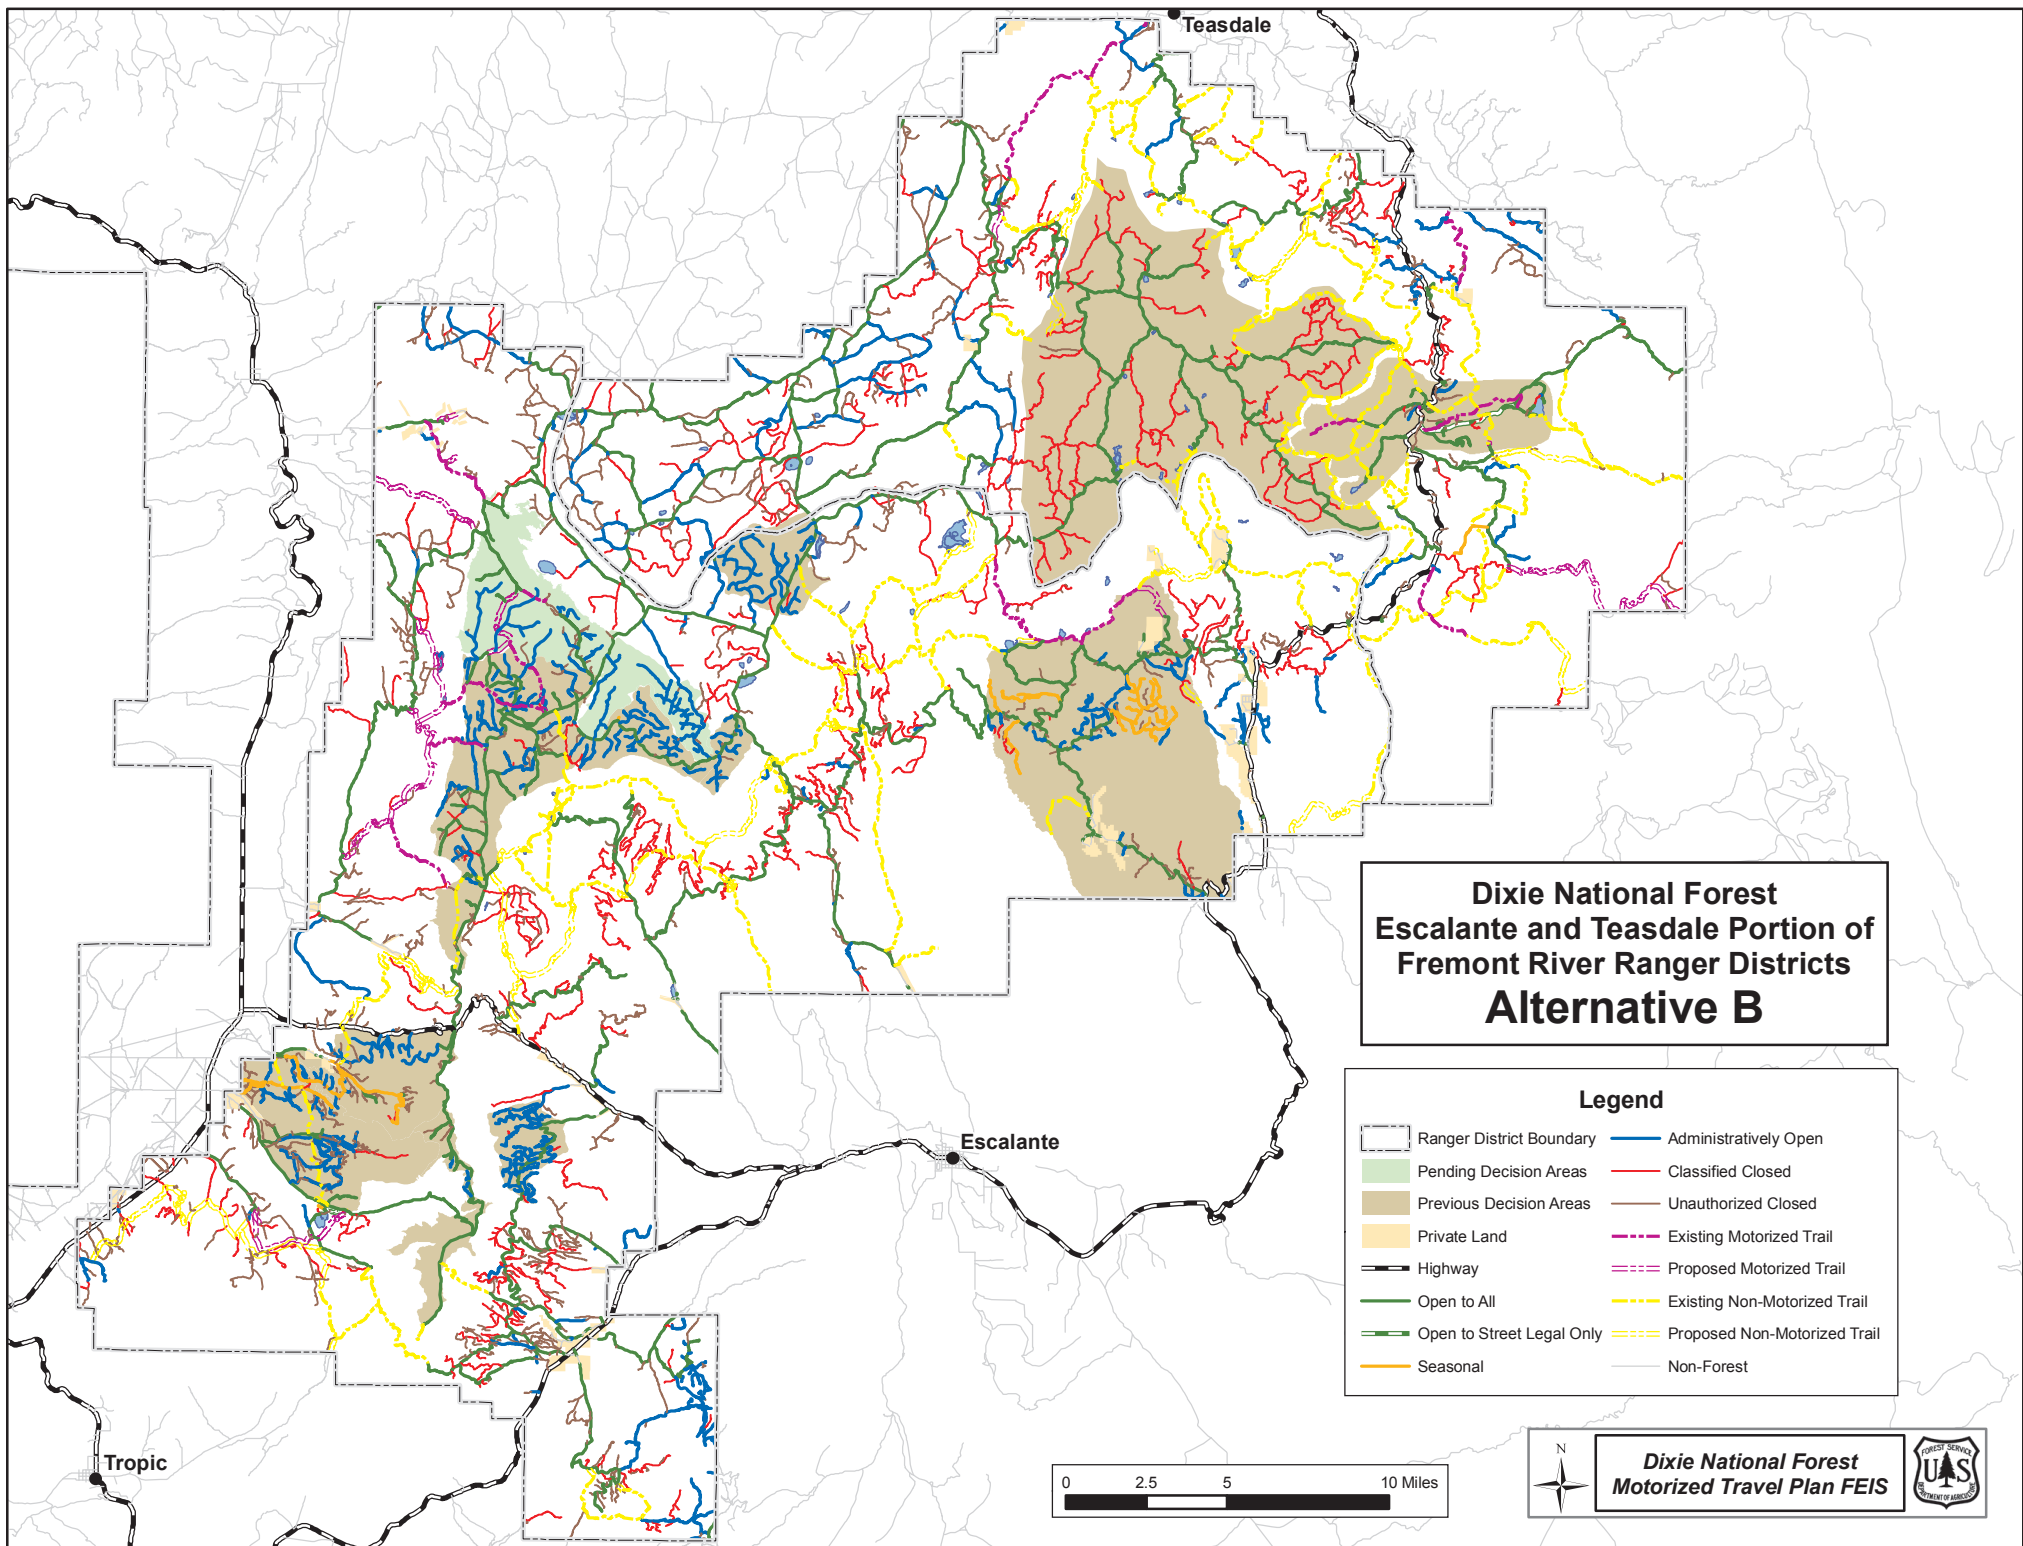 Teasdale
Dixie National Forest
Escalante and Teasdale Portion of
Fremont River Ranger Districts
Alternative B
Legend
Ranger District Boundary
Pending Decision Areas
Previous Decision Areas
Private Land
Highway
Open to All
Open to Street Legal Only
Seasonal
Administratively Open
Classified Closed
Unauthorized Closed
Existing Motorized Trail
Proposed Motorized Trail
Existing Non-Motorized Trail
Proposed Non-Motorized Trail
Non-Forest
Escalante
Tropic
0 2.5 5 10 Miles
N
Dixie National Forest
Motorized Travel Plan FEIS
FOREST SERVICE
U S
DEPARTMENT OF AGRICULTURE